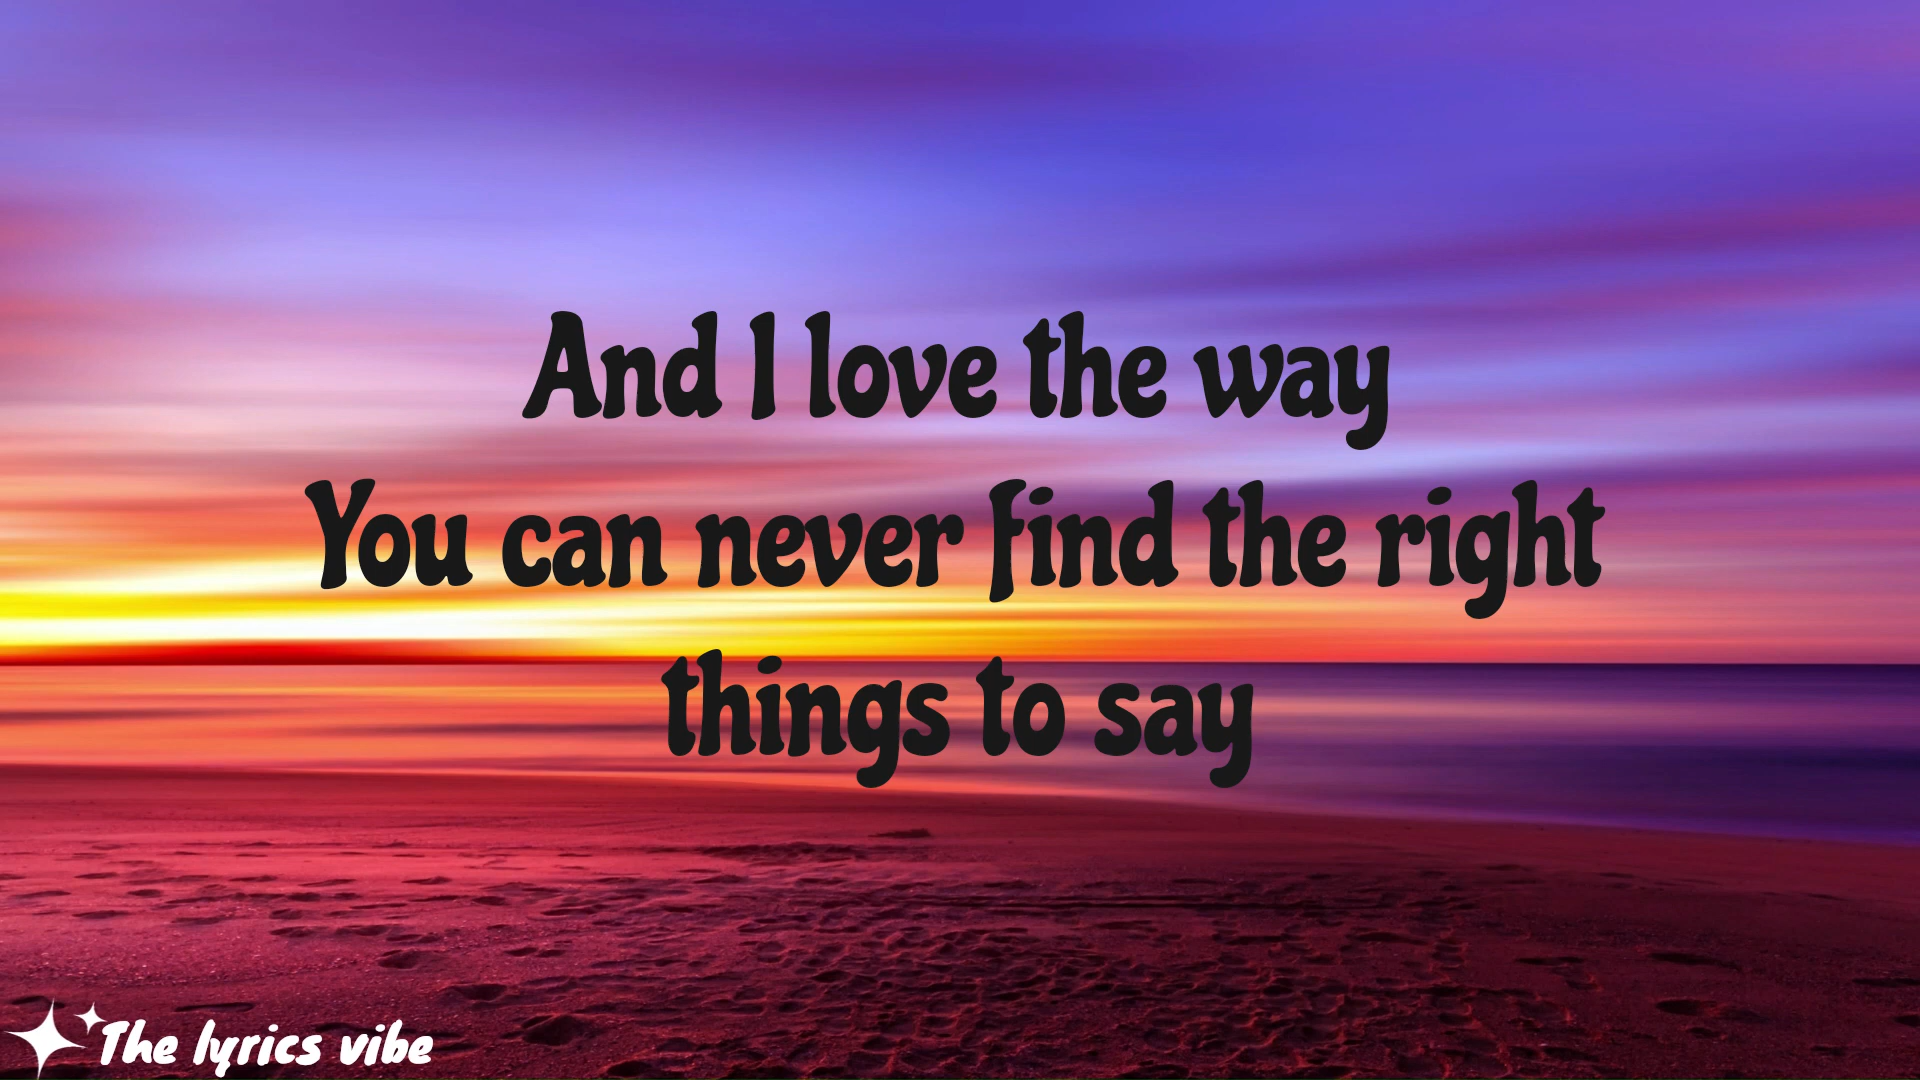 And I love the way
You can never find the right
things to say
The lyrics vibe